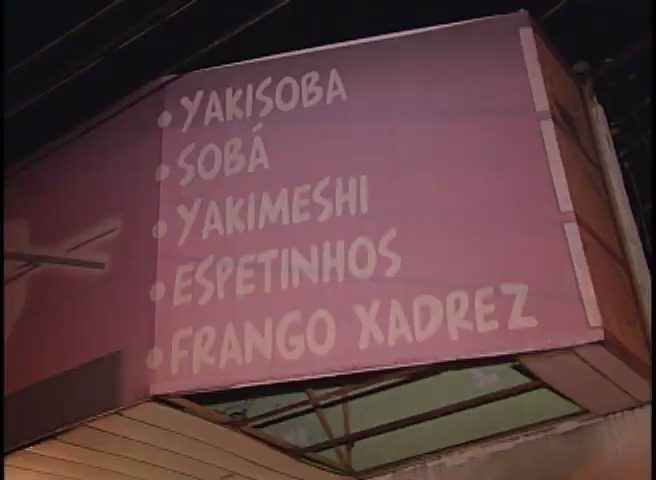 • YAKISOBA
• SOBÁ
• YAKIMESHI
• ESPETINHOS
• FRANGO XADREZ